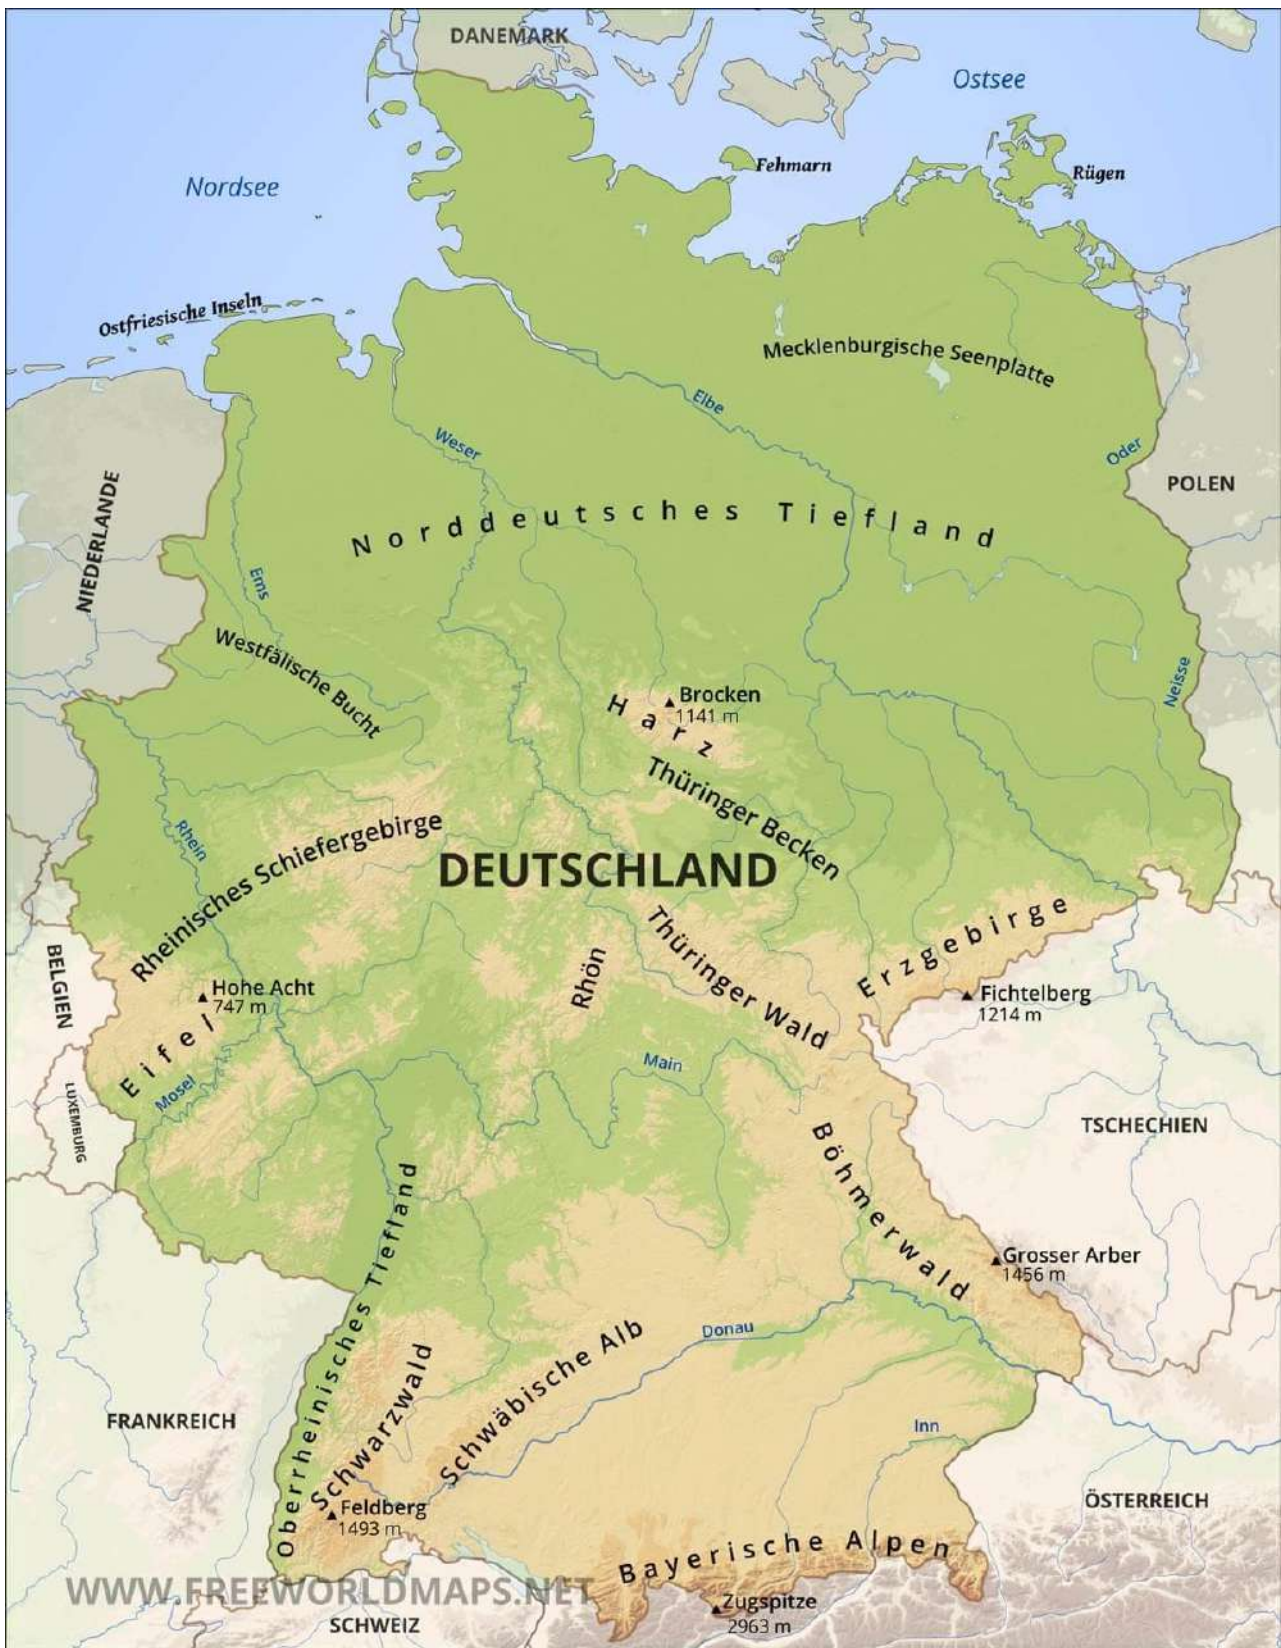 DANEMARK
Ostsee
Fehmarn
Rügen
Nordsee
Ostfriesische Inseln
Mecklenburgische Seenplatte
Elbe
Weser
Oder
POLEN
NIEDERLANDE
Norddeutsches Tiefland
Ems
Westfälische Bucht
Neisse
Brocken
1141 m
Harz
Thüringer Becken
Rhein
Rheinisches Schiefergebirge
DEUTSCHLAND
BELGIEN
Hohe Acht
747 m
Eifel
Rhön
Thüringer Wald
Erzgebirge
Fichtelberg
1214 m
Mosel
LUXEMBURG
Main
TSCHECHIEN
Böhmerwald
Oberrheinisches Tiefland
Grosser Arber
1456 m
Donau
Schwäbische Alb
Schwarzwald
FRANKREICH
Inn
Feldberg
1493 m
ÖSTERREICH
Bayerische Alpen
WWW.FREEWORLDMAPS.NET
Zugspitze
2963 m
SCHWEIZ